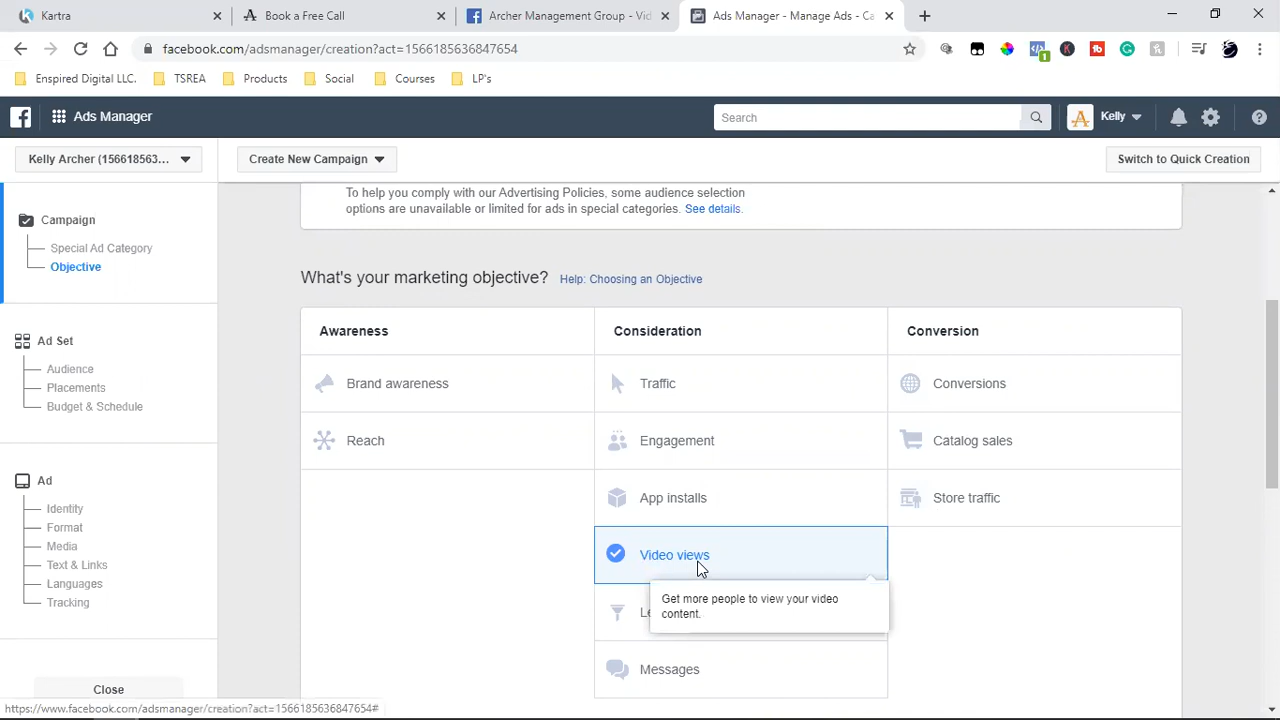 Kartra
Book a Free Call
Archer Management Group - Vid
Ads Manager - Manage Ads - Ca
facebook.com/adsmanager/creation?act=1566185636847654
1
Enspired Digital LLC.
TSREA
Products
Social
Courses
LP's
Ads Manager
Search
Kelly
Kelly Archer (156618563...
Create New Campaign
Switch to Quick Creation
To help you comply with our Advertising Policies, some audience selection
options are unavailable or limited for ads in special categories. See details.
Campaign
Special Ad Category
Objective
Ad Set
Audience
Placements
Budget & Schedule
Ad
Identity
Format
Media
Text & Links
Languages
Tracking
Close
What's your marketing objective? Help: Choosing an Objective
Awareness
Consideration
Conversion
Brand awareness
Traffic
Conversions
Reach
Engagement
Catalog sales
App installs
Store traffic
Video views
Get more people to view your video
content.
Le
Messages
https://www.facebook.com/adsmanager/creation?act=1566185636847654#